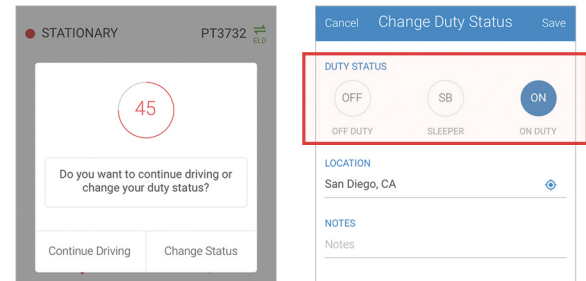 STATIONARY PT3732 ELD
45
Do you want to continue driving or
change your duty status?
Continue Driving Change Status
Cancel Change Duty Status Save
DUTY STATUS
OFF SB ON
OFF DUTY SLEEPER ON DUTY
LOCATION
San Diego, CA
NOTES
Notes